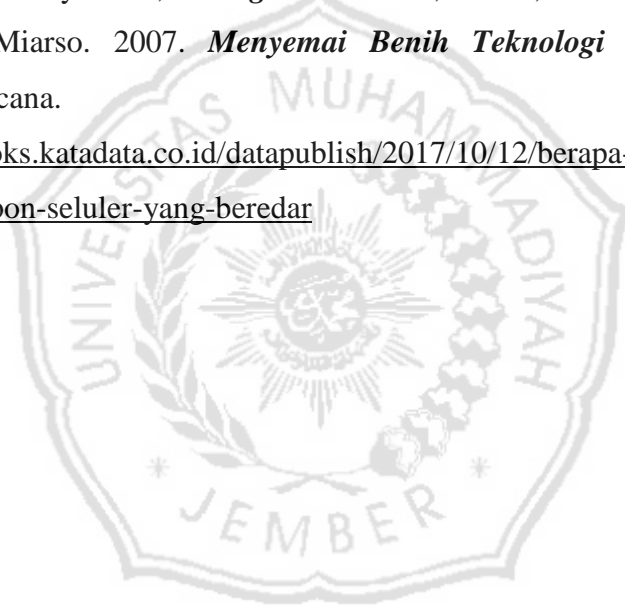 Miarso. 2007. Menyemai Benih Teknologi
cana.
oks.katadata.co.id/datapublish/2017/10/12/berapa-
oon-seluler-yang-beredar
UNIVERSITAS MUHAMMADIYAH
JEMBER